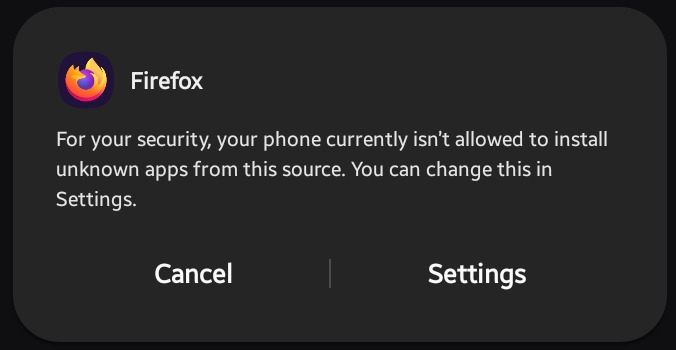 Firefox
For your security, your phone currently isn't allowed to install
unknown apps from this source. You can change this in
Settings.
Cancel
Settings